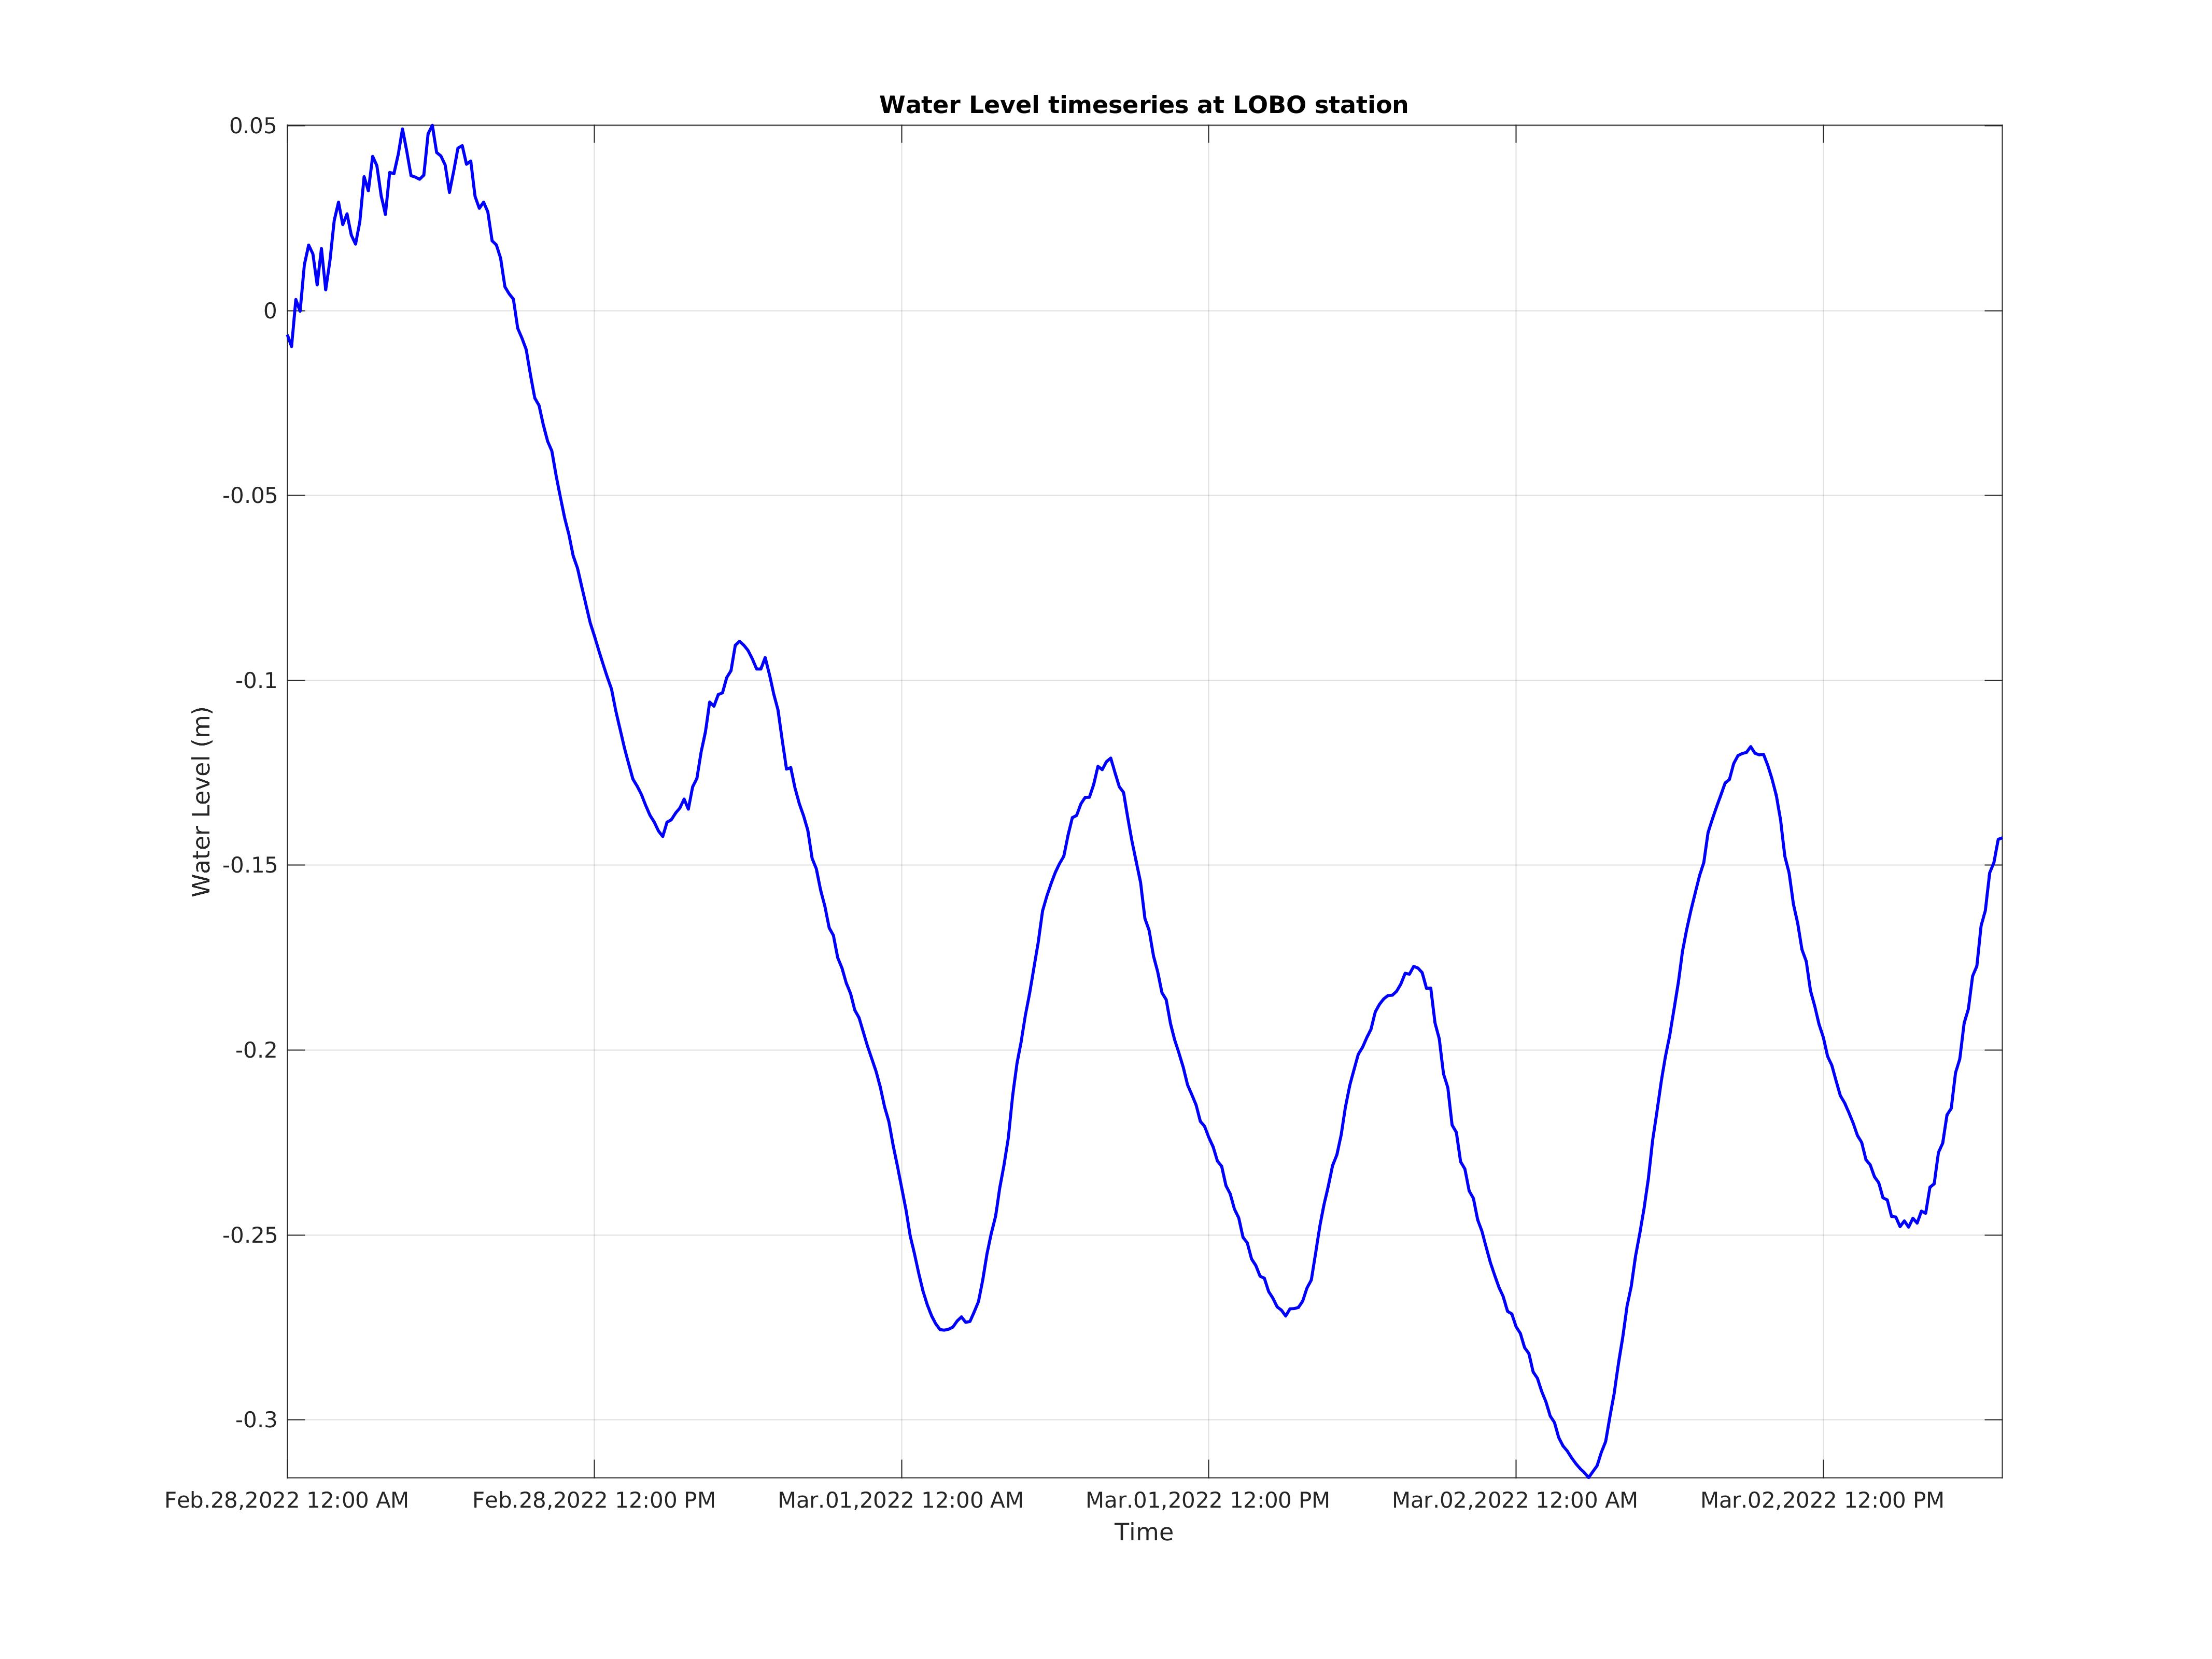 Water Level timeseries at LOBO station
0.05
0
-0.05
-0.1
-0.15
-0.2
-0.25
-0.3
Water Level (m)
Feb.28,2022 12:00 AM
Feb.28,2022 12:00 PM
Mar.01,2022 12:00 AM
Mar.01,2022 12:00 PM
Mar.02,2022 12:00 AM
Mar.02,2022 12:00 PM
Time